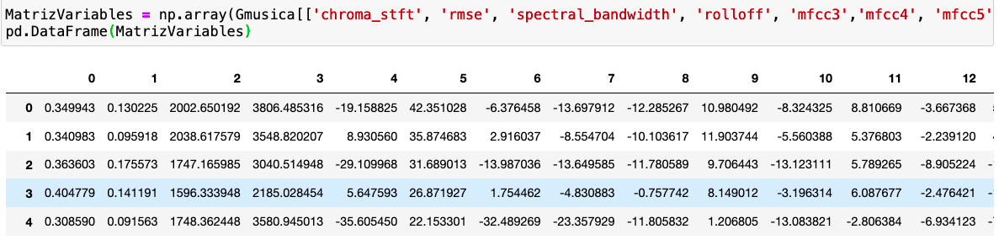 MatrizVariables = np.array(Gmusica[['chroma_stft', 'rmse', 'spectral_bandwidth', 'rolloff', 'mfcc3','mfcc4', 'mfcc5'
pd.DataFrame(MatrizVariables)
0 1 2 3 4 5 6 7 8 9 10 11 12
0 0.349943 0.130225 2002.650192 3806.485316 -19.158825 42.351028 -6.376458 -13.697912 -12.285267 10.980492 -8.324325 8.810669 -3.667368
1 0.340983 0.095918 2038.617579 3548.820207 8.930560 35.874683 2.916037 -8.554704 -10.103617 11.903744 -5.560388 5.376803 -2.239120
2 0.363603 0.175573 1747.165985 3040.514948 -29.109968 31.689013 -13.987036 -13.649585 -11.780589 9.706443 -13.123111 5.789265 -8.905224
3 0.404779 0.141191 1596.333948 2185.028454 5.647593 26.871927 1.754462 -4.830883 -0.757742 8.149012 -3.196314 6.087677 -2.476421
4 0.308590 0.091563 1748.362448 3580.945013 -35.605450 22.153301 -32.489269 -23.357929 -11.805832 1.206805 -13.083821 -2.806384 -6.934123